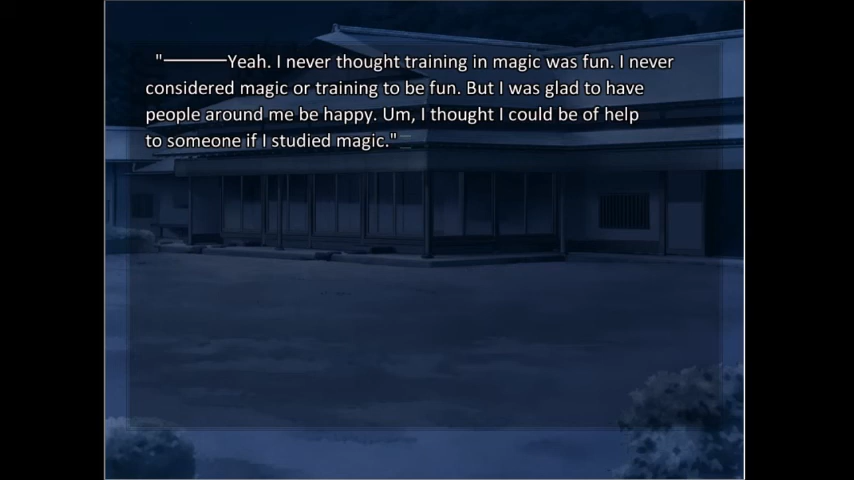 "———Yeah. I never thought training in magic was fun. I never
considered magic or training to be fun. But I was glad to have
people around me be happy. Um, I thought I could be of help
to someone if I studied magic."